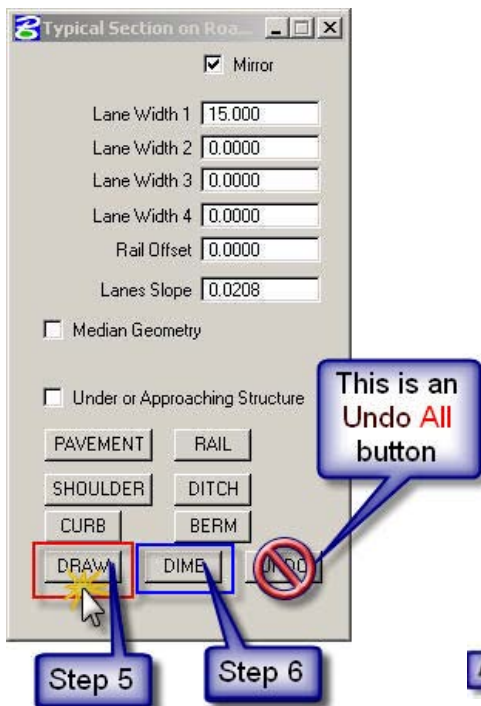 Typical Section on Roa...
Mirror
Lane Width 1 15.000
Lane Width 2 0.0000
Lane Width 3 0.0000
Lane Width 4 0.0000
Rail Offset 0.0000
Lanes Slope 0.0208
Median Geometry
Under or Approaching Structure
This is an
Undo All
button
PAVEMENT RAIL
SHOULDER DITCH
CURB BERM
DRAW DIME UNDO
Step 5 Step 6